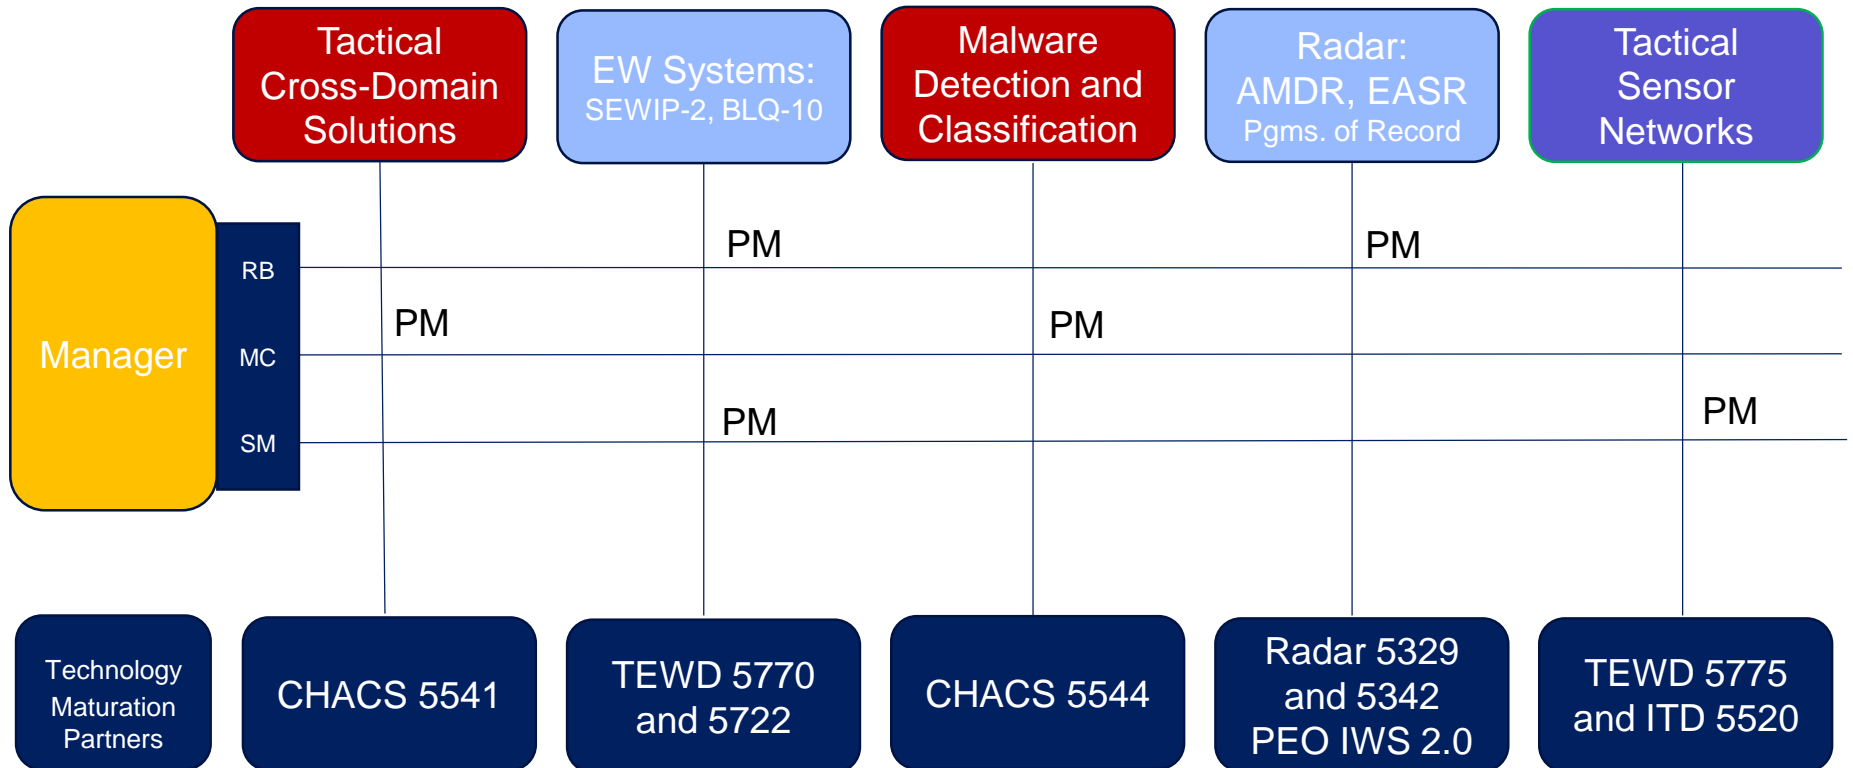 Tactical
Cross-Domain
Solutions
EW Systems:
SEWIP-2, BLQ-10
Malware
Detection and
Classification
Radar:
AMDR, EASR
Pgms. of Record
Tactical
Sensor
Networks
Manager
RB
PM
PM
MC
PM
PM
SM
PM
PM
Technology
Maturation
Partners
CHACS 5541
TEWD 5770
and 5722
CHACS 5544
Radar 5329
and 5342
PEO IWS 2.0
TEWD 5775
and ITD 5520